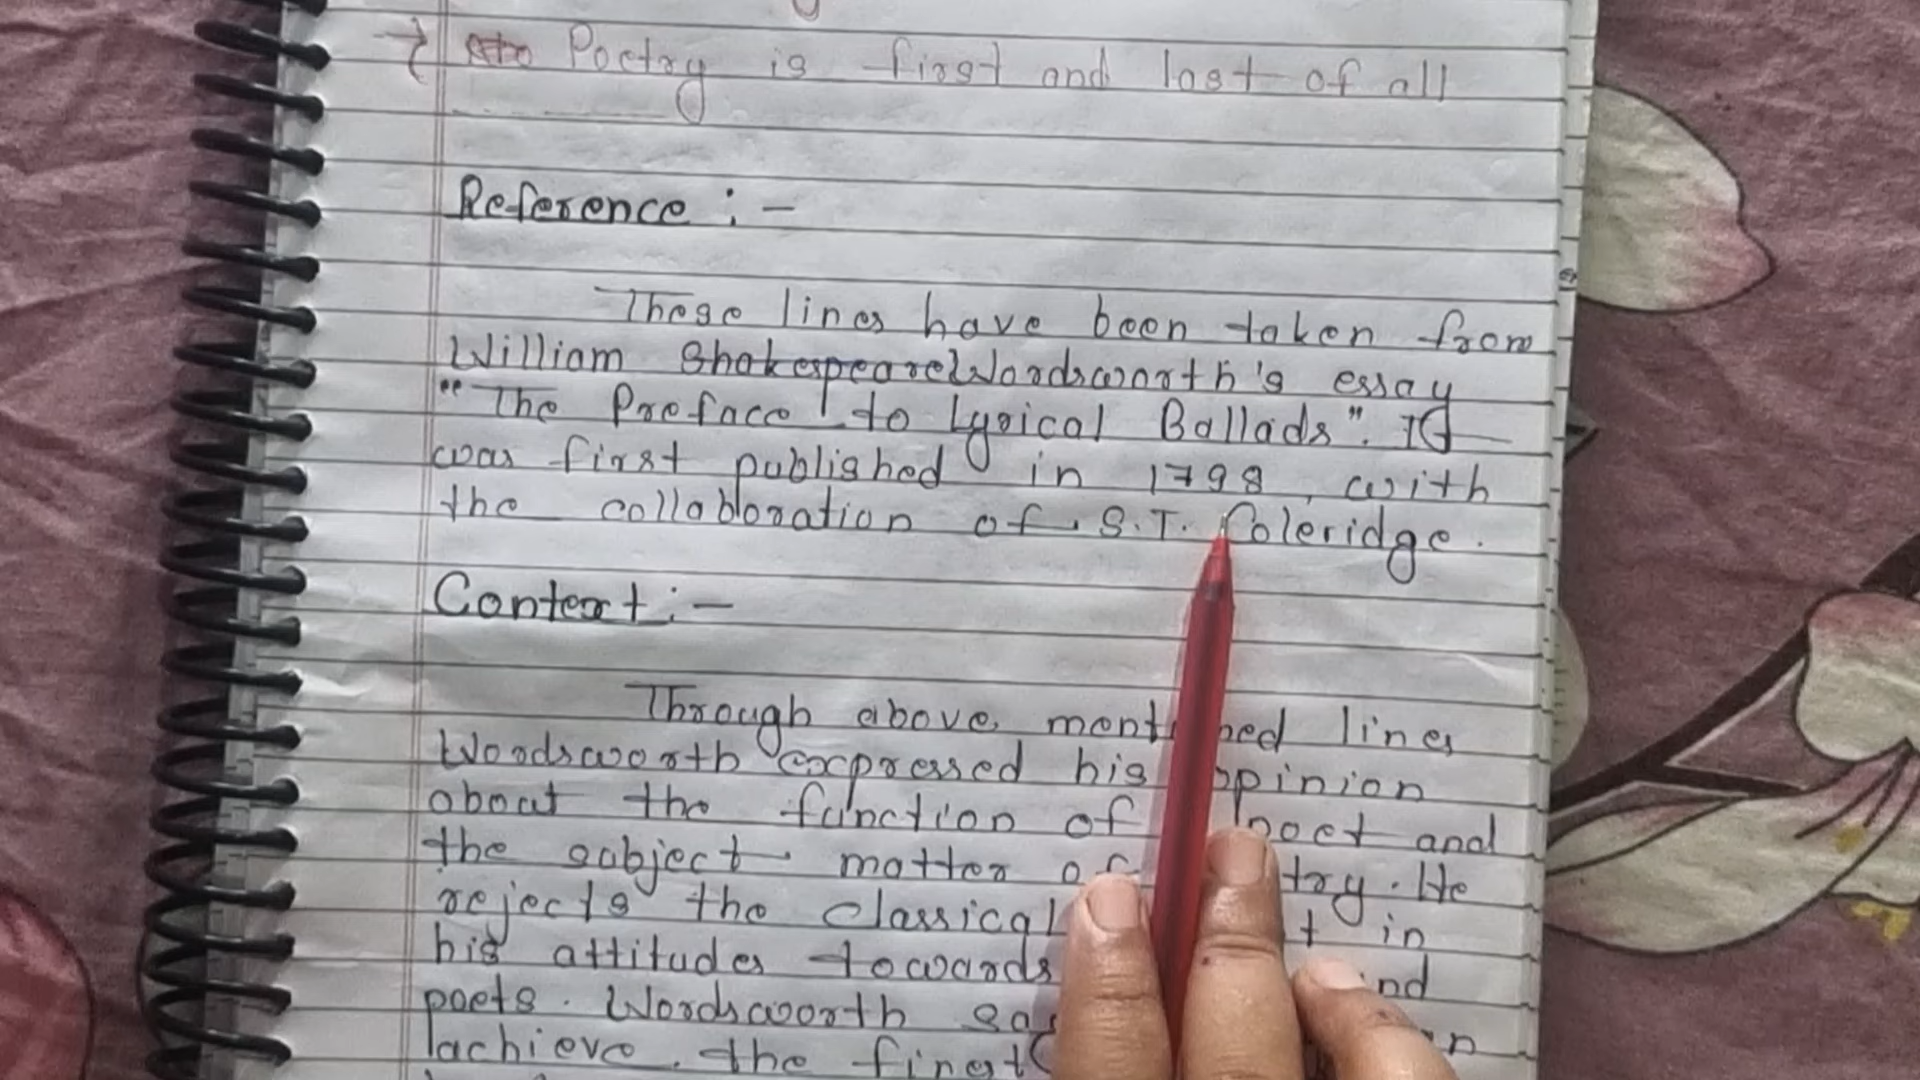 Poetry is first and last of all
Reference :-
These lines have been taken from
William Shakespeare Wordsworth's essay
"The Preface to Lyrical Ballads". It
was first published in 1798, with
the collaboration of S.T. Coleridge.
Context :-
Through above mentioned lines
Wordsworth expressed his opinion
about the function of poet and
the subject matter of He
rejects the classical in
his attitudes towards
poets. Wordsworth
achieve the finest